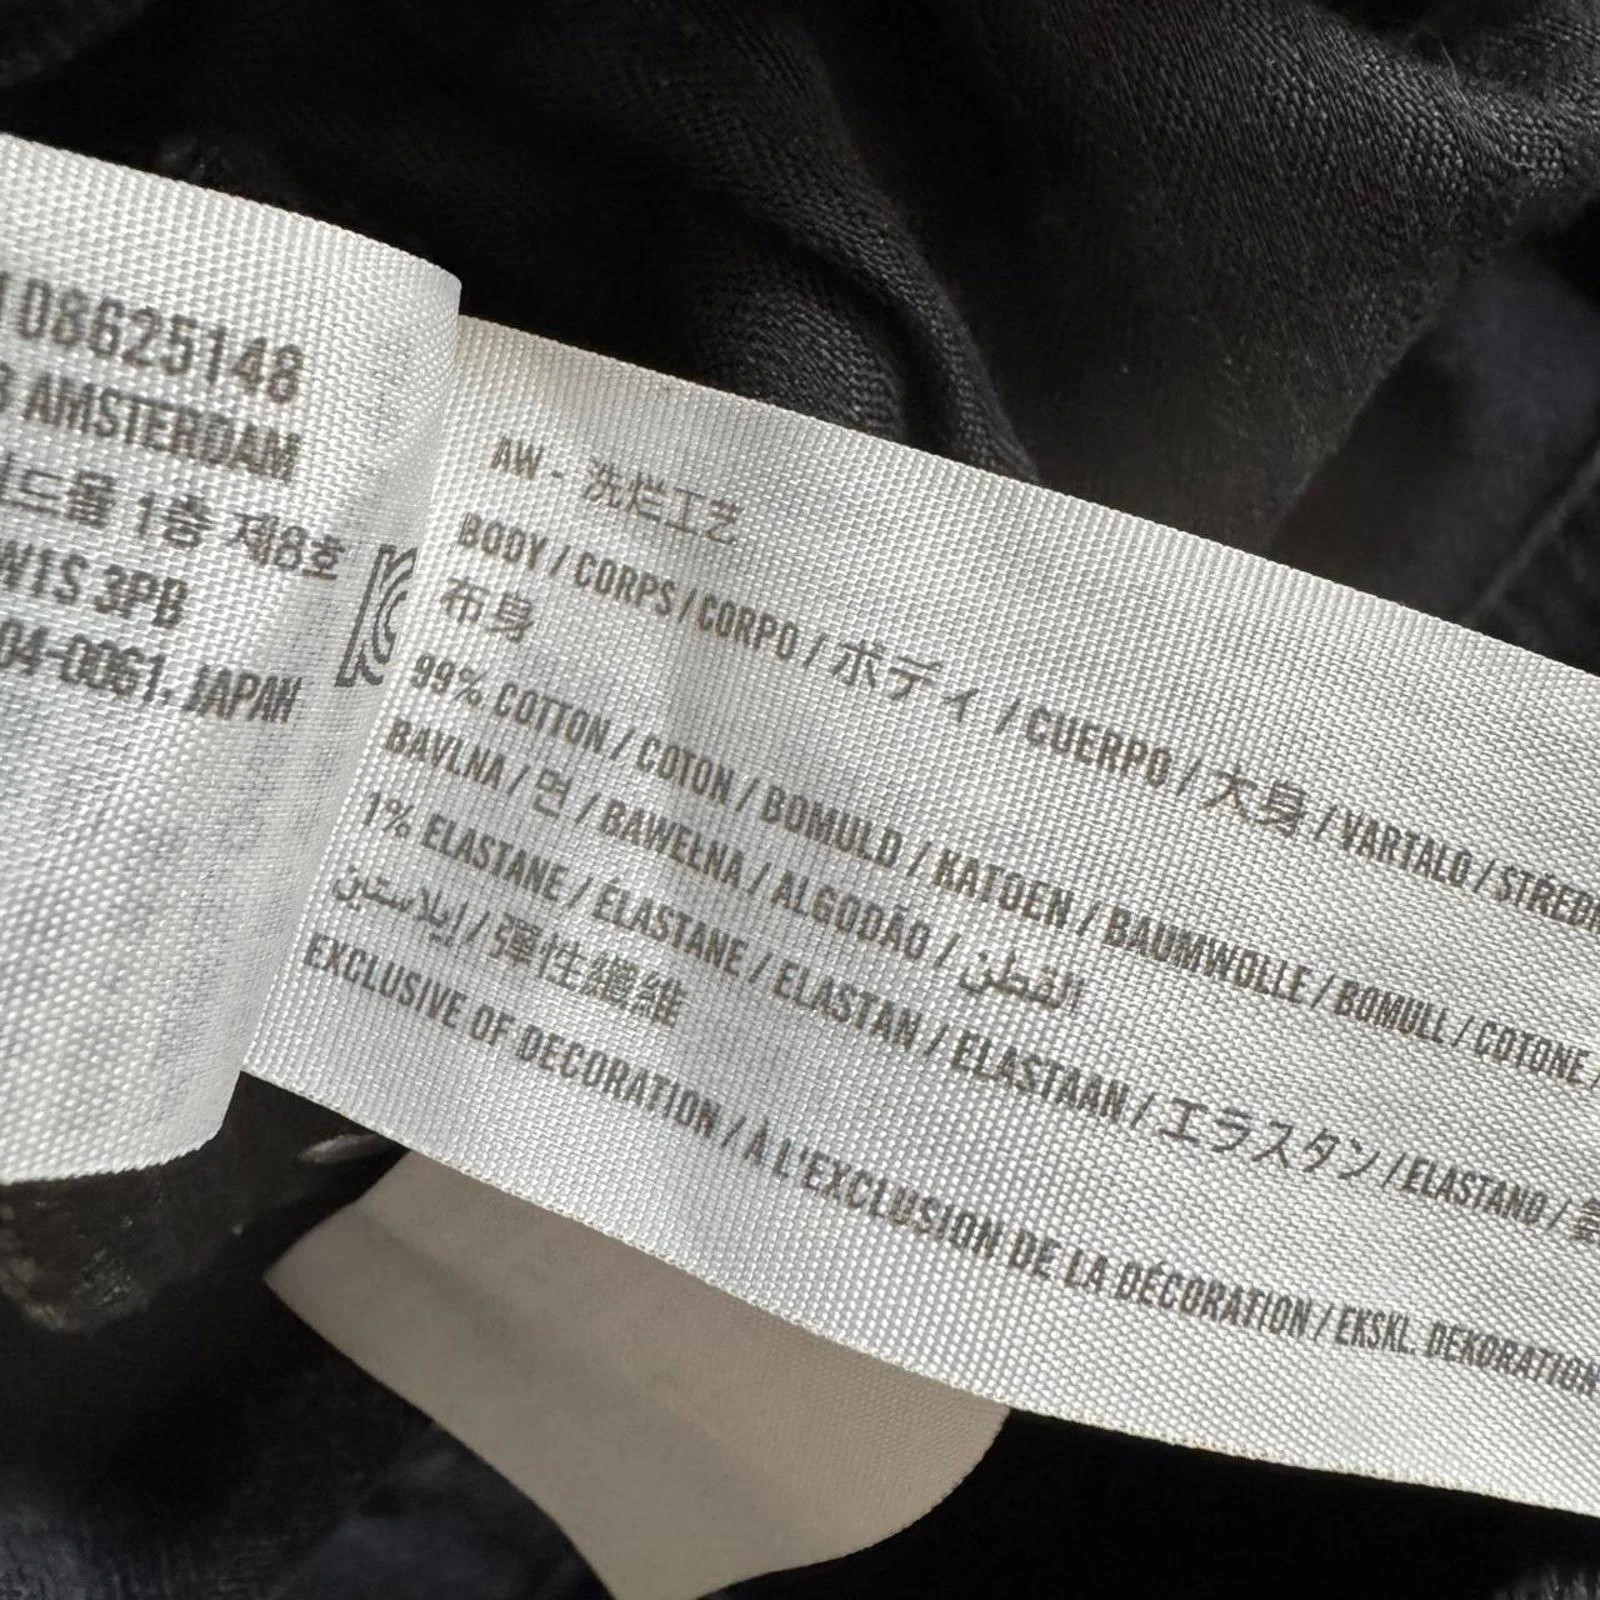 108625148
AMSTERDAM
드몰 1층 제8호
W1S 3PB
04-0061, JAPAN
AW - 洗烂工艺
BODY / CORPS / CORPO / ボディ / CUERPO / 大身 / VARTALO /
布身
99% COTTON / COTON / BOMULD / KATOEN / BAUMWOLLE / BOMULL / COTONE /
BAVLNA / 면 / BAWEŁNA / ALGODÃO / القطن
1% ELASTANE / ÉLASTANE / ELASTAN / ELASTAAN / エラスタン / ELASTANO /
إيلاستين / 彈性纖維
EXCLUSIVE OF DECORATION / À L'EXCLUSION DE LA DÉCORATION / EKSKL. DEKORATION